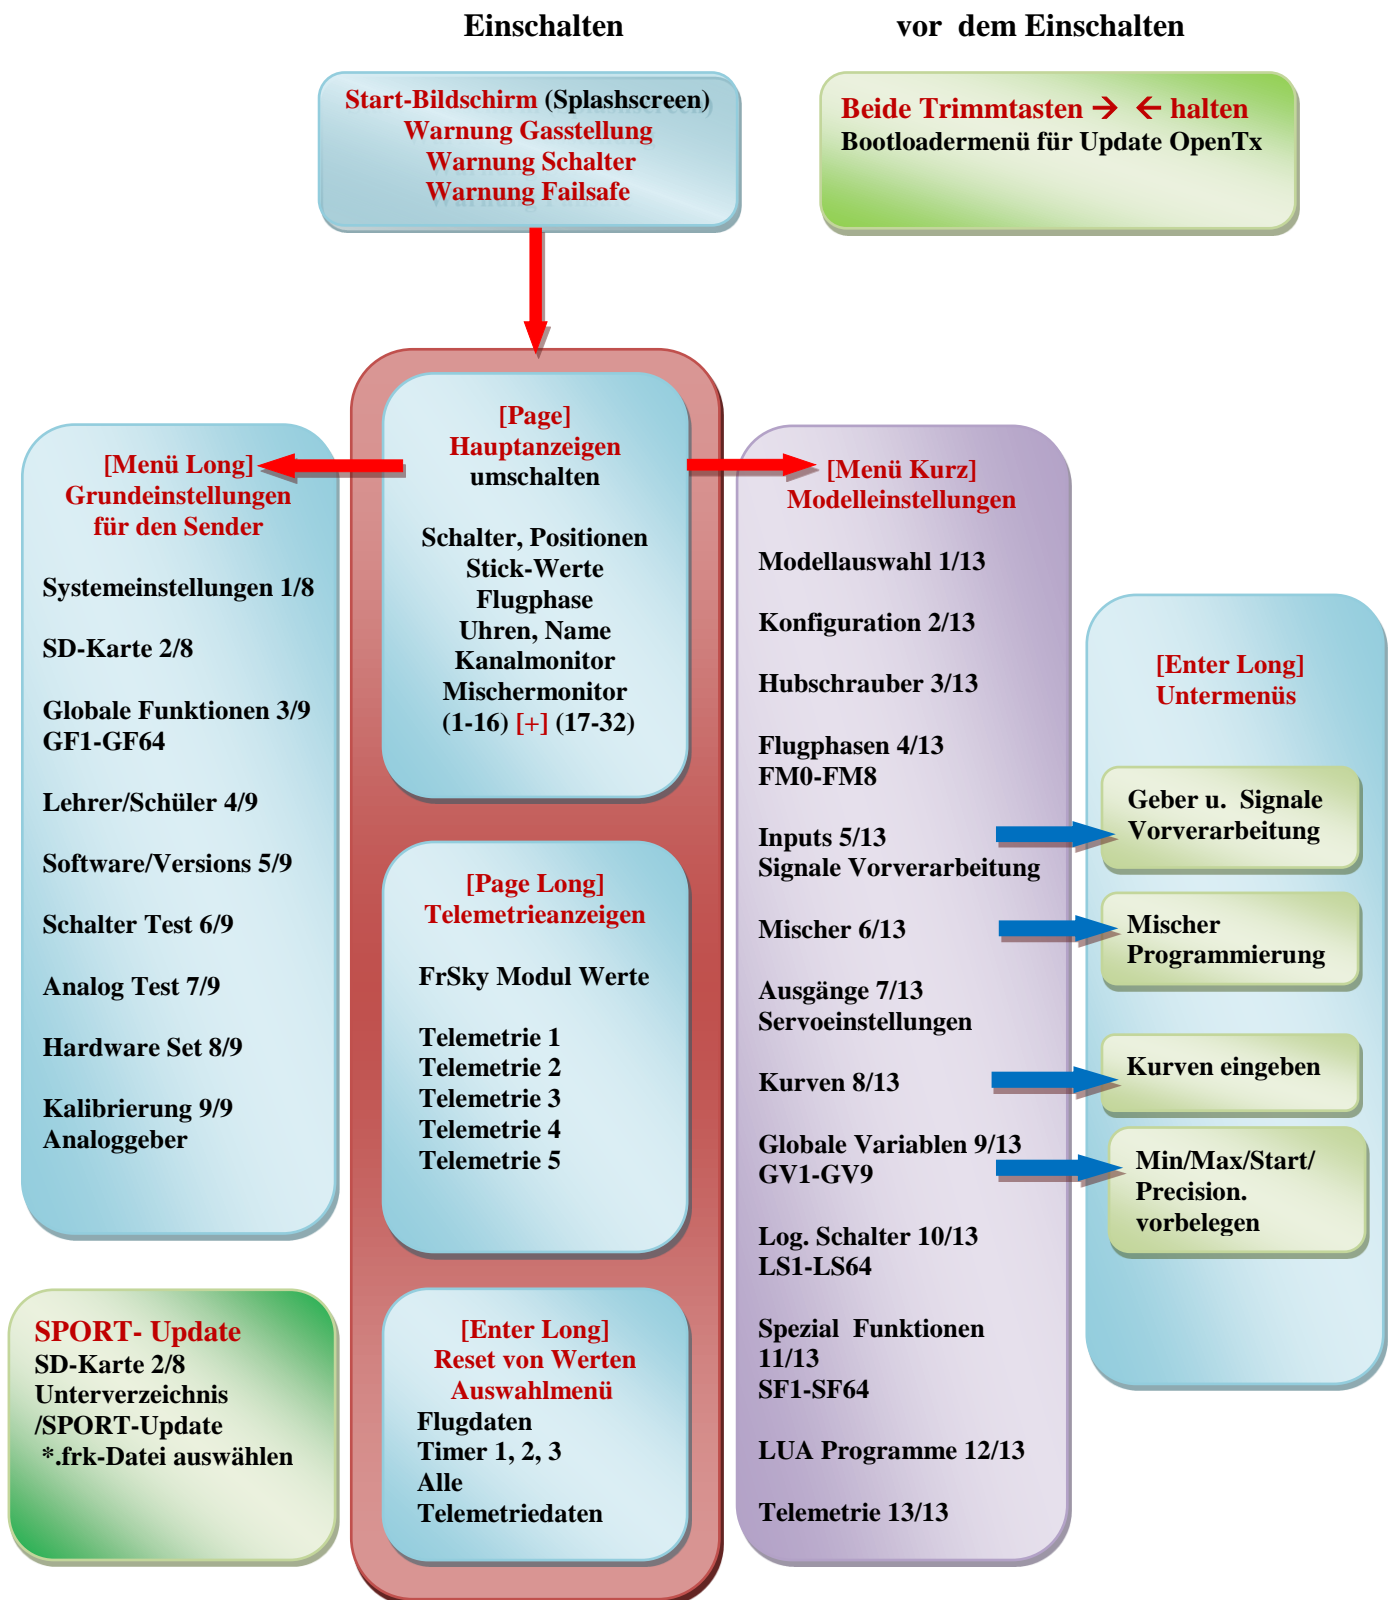 Einschalten
vor dem Einschalten
Start-Bildschirm (Splashscreen)
Warnung Gasstellung
Warnung Schalter
Warnung Failsafe
Beide Trimmtasten → ← halten
Bootloadermenü für Update OpenTx
[Menü Long]
Grundeinstellungen
für den Sender
Systemeinstellungen 1/8
SD-Karte 2/8
Globale Funktionen 3/9
GF1-GF64
Lehrer/Schüler 4/9
Software/Versions 5/9
Schalter Test 6/9
Analog Test 7/9
Hardware Set 8/9
Kalibrierung 9/9
Analoggeber
SPORT- Update
SD-Karte 2/8
Unterverzeichnis
/SPORT-Update
*.frk-Datei auswählen
[Page]
Hauptanzeigen
umschalten
Schalter, Positionen
Stick-Werte
Flugphase
Uhren, Name
Kanalmonitor
Mischermonitor
(1-16) [+] (17-32)
[Page Long]
Telemetrieanzeigen
FrSky Modul Werte
Telemetrie 1
Telemetrie 2
Telemetrie 3
Telemetrie 4
Telemetrie 5
[Enter Long]
Reset von Werten
Auswahlmenü
Flugdaten
Timer 1, 2, 3
Alle
Telemetriedaten
[Menü Kurz]
Modelleinstellungen
Modellauswahl 1/13
Konfiguration 2/13
Hubschrauber 3/13
Flugphasen 4/13
FM0-FM8
Inputs 5/13
Signale Vorverarbeitung
Mischer 6/13
Ausgänge 7/13
Servoeinstellungen
Kurven 8/13
Globale Variablen 9/13
GV1-GV9
Log. Schalter 10/13
LS1-LS64
Spezial Funktionen
11/13
SF1-SF64
LUA Programme 12/13
Telemetrie 13/13
[Enter Long]
Untermenüs
Geber u. Signale
Vorverarbeitung
Mischer
Programmierung
Kurven eingeben
Min/Max/Start/
Precision.
vorbelegen